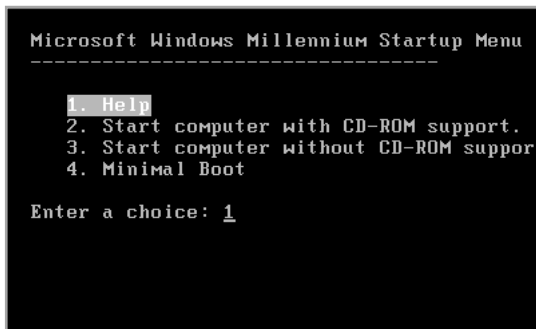 Microsoft Windows Millennium Startup Menu
----------------------------------
1. Help
2. Start computer with CD-ROM support.
3. Start computer without CD-ROM suppor
4. Minimal Boot
Enter a choice: 1